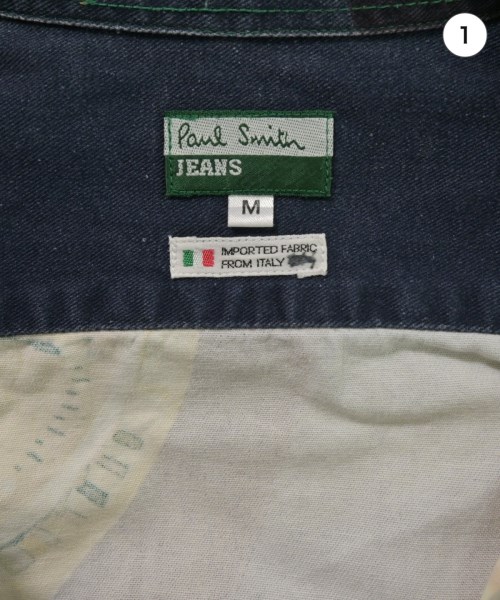 1
Paul Smith
JEANS
M
IMPORTED FABRIC
FROM ITALY